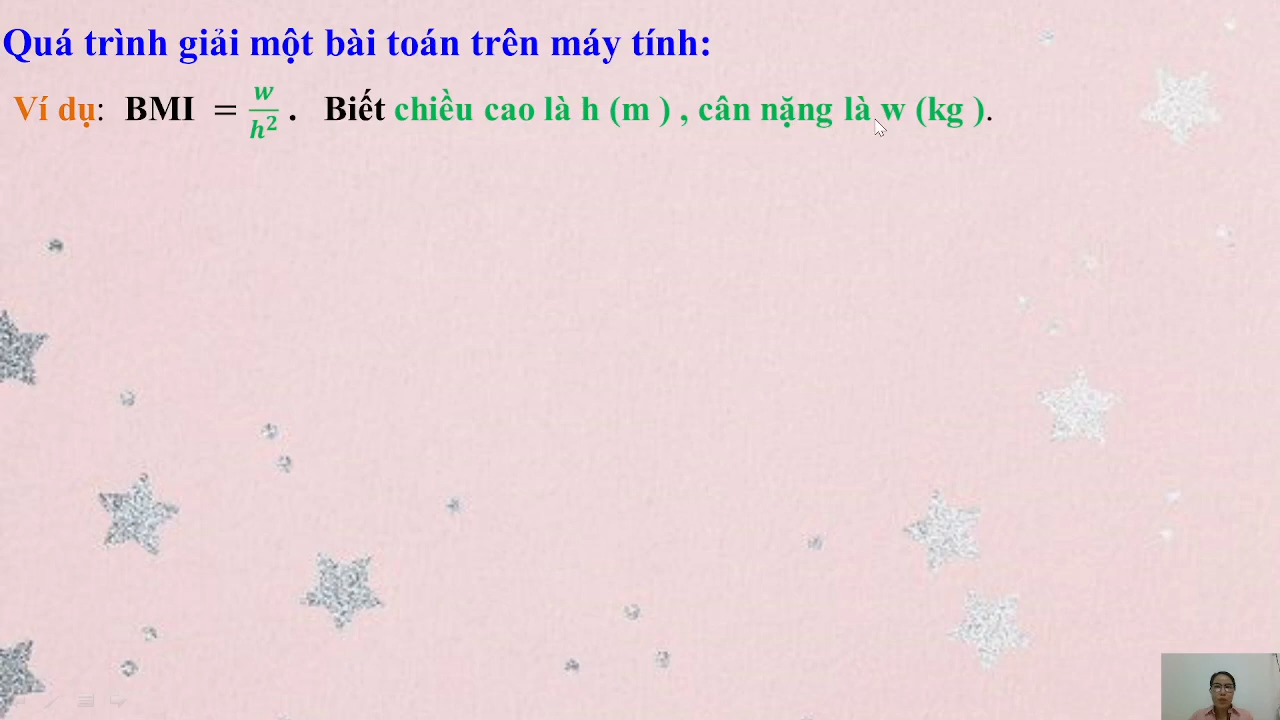 Quá trình giải một bài toán trên máy tính:
Ví dụ: BMI = w/h² . Biết chiều cao là h (m ) , cân nặng là w (kg ).